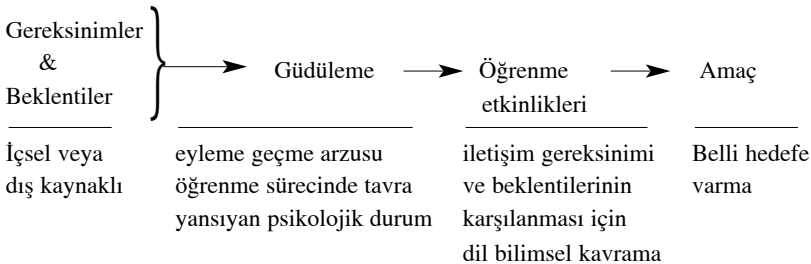 Gereksinimler
&
Beklentiler
Güdüleme
Öğrenme
etkinlikleri
Amaç
İçsel veya
dış kaynaklı
eyleme geçme arzusu
öğrenme sürecinde tavra
yansıyan psikolojik durum
iletişim gereksinimi
ve beklentilerinin
karşılanması için
dil bilimsel kavrama
Belli hedefe
varma